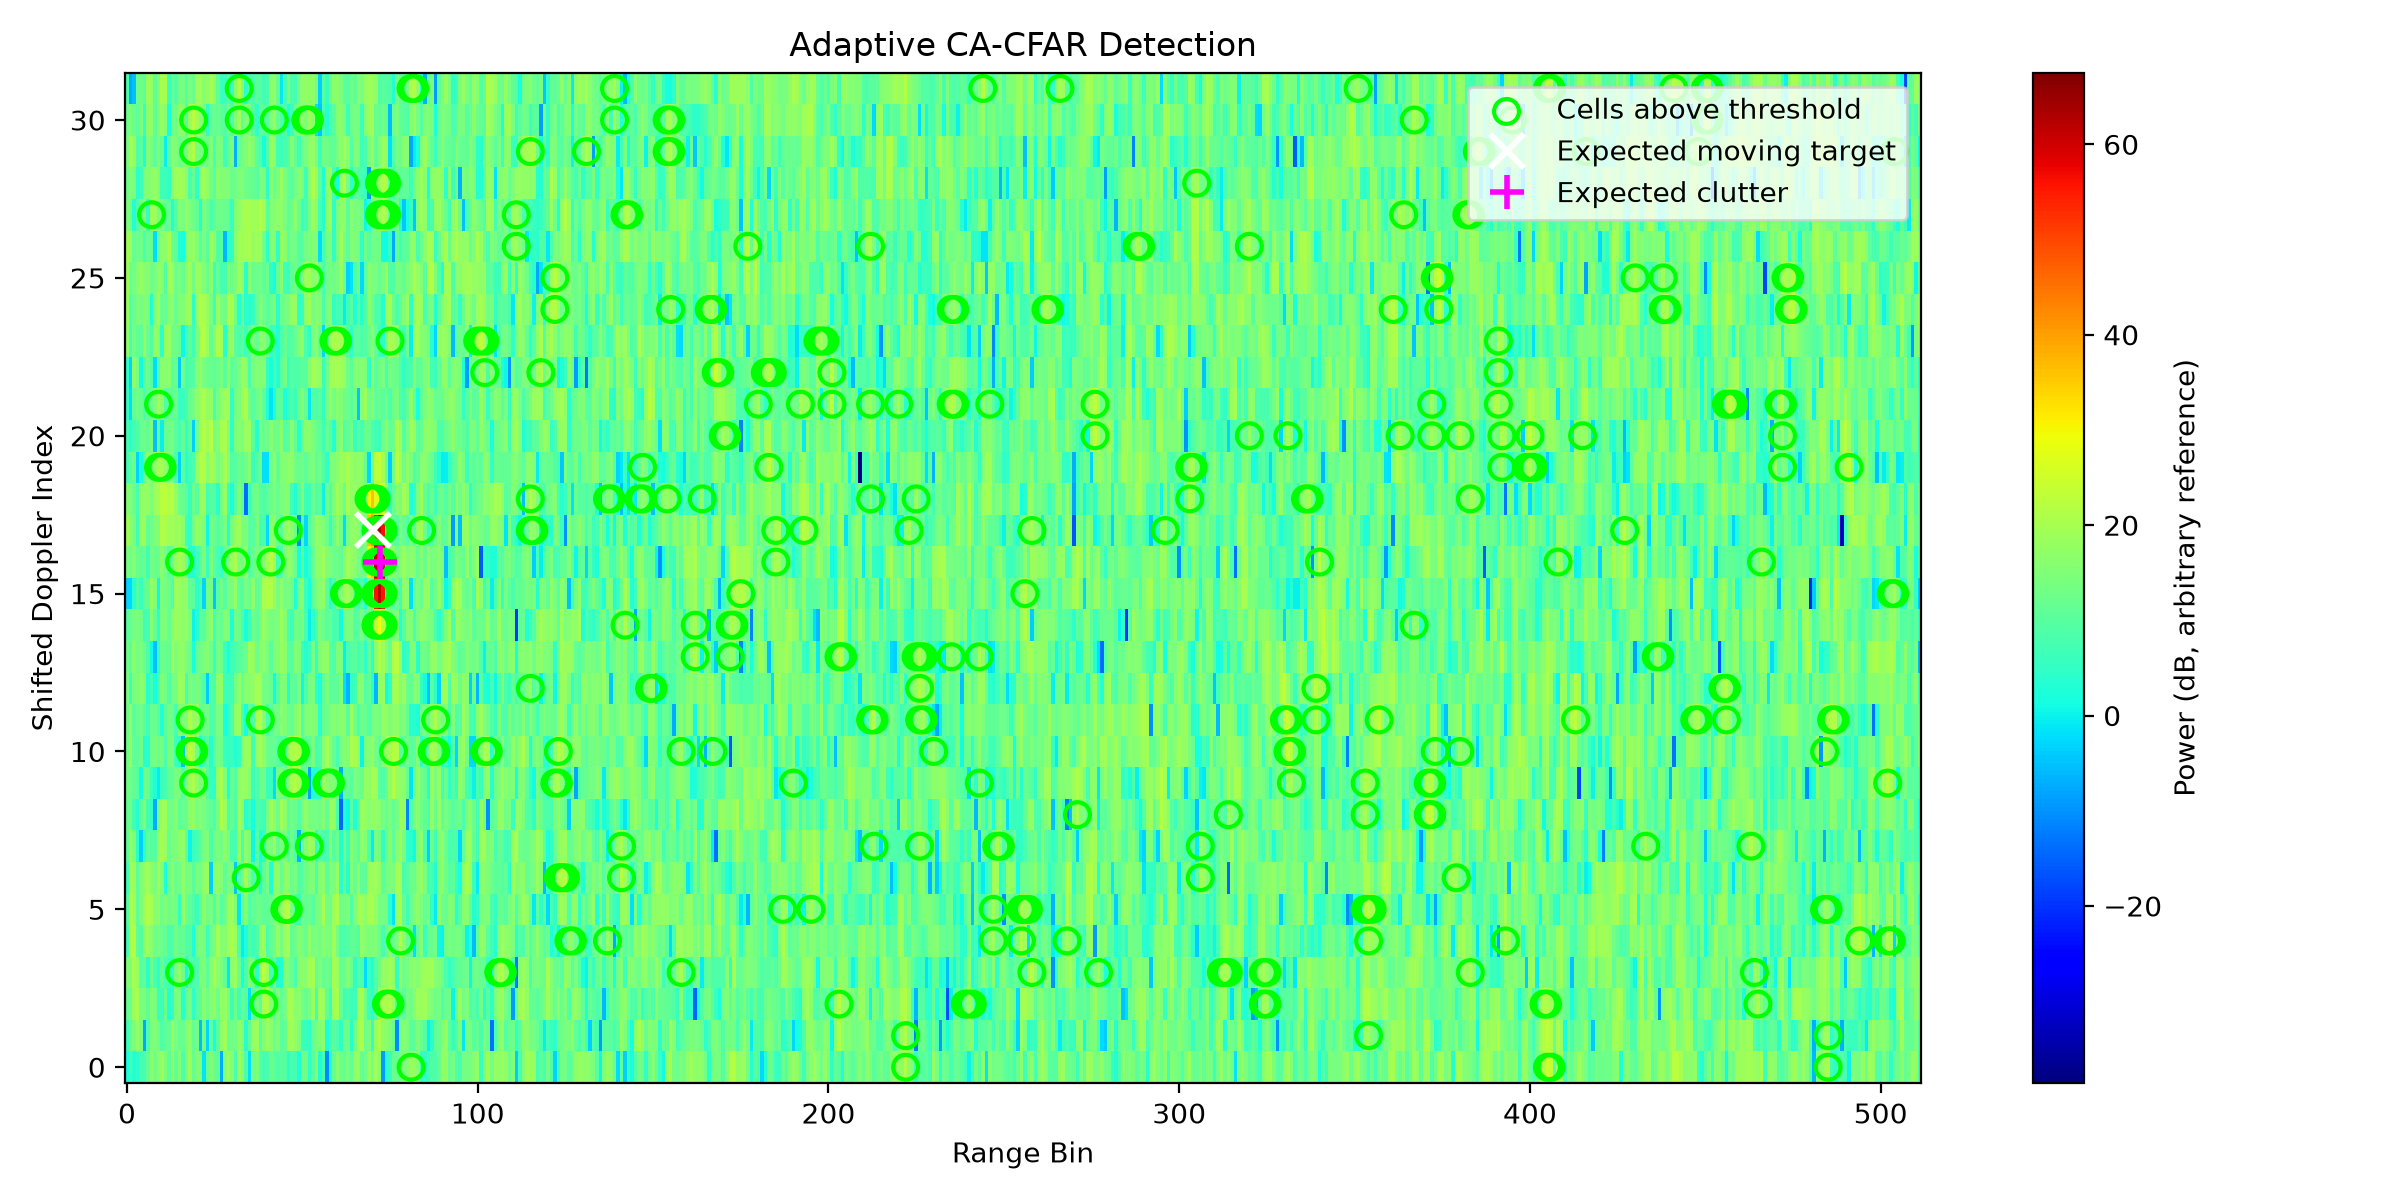 Adaptive CA-CFAR Detection
Cells above threshold
Expected moving target
Expected clutter
Shifted Doppler Index
30
25
20
15
10
5
0
0 100 200 300 400 500
Range Bin
60
40
20
0
−20
Power (dB, arbitrary reference)